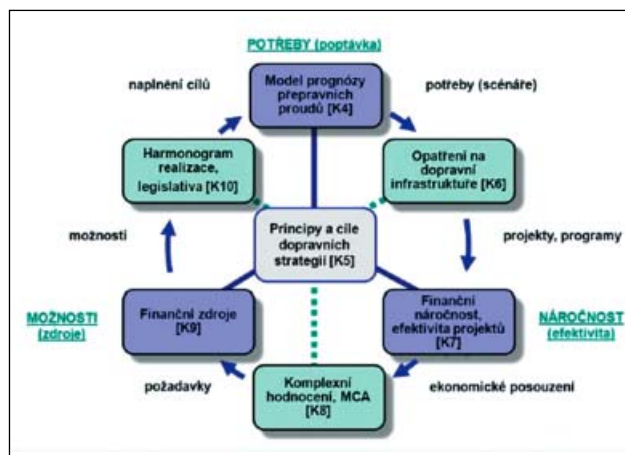 POTŘEBY (poptávka)
Model prognózy
přepravních
proudů [K4]
naplnění cílů
potřeby (scénáře)
Harmonogram
realizace,
legislativa [K10]
Opatření na
dopravní
infrastruktuře [K6]
Principy a cíle
dopravních
strategií [K5]
možnosti
projekty, programy
MOŽNOSTI
(zdroje)
Finanční zdroje
[K9]
Finanční
náročnost,
efektivita projektů
[K7]
NÁROČNOST
(efektivita)
požadavky
Komplexní
hodnocení, MCA
[K8]
ekonomické posouzení